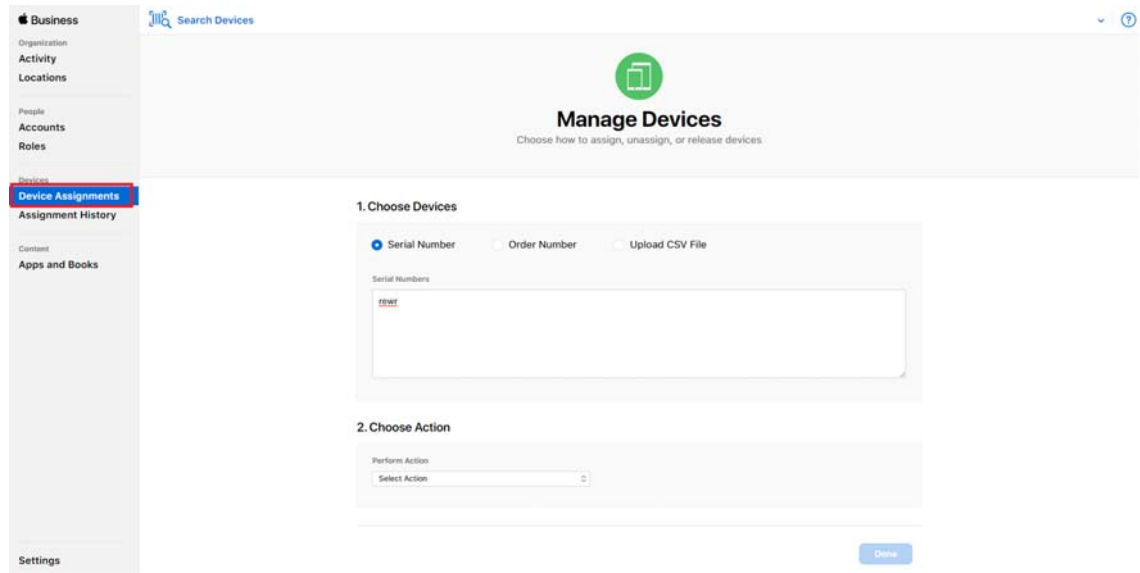 Business
Search Devices
Organization
Activity
Locations
People
Accounts
Roles
Devices
Device Assignments
Assignment History
Content
Apps and Books
Settings
Manage Devices
Choose how to assign, unassign, or release devices
1. Choose Devices
Serial Number Order Number Upload CSV File
Serial Numbers
rewr
2. Choose Action
Perform Action
Select Action
Done